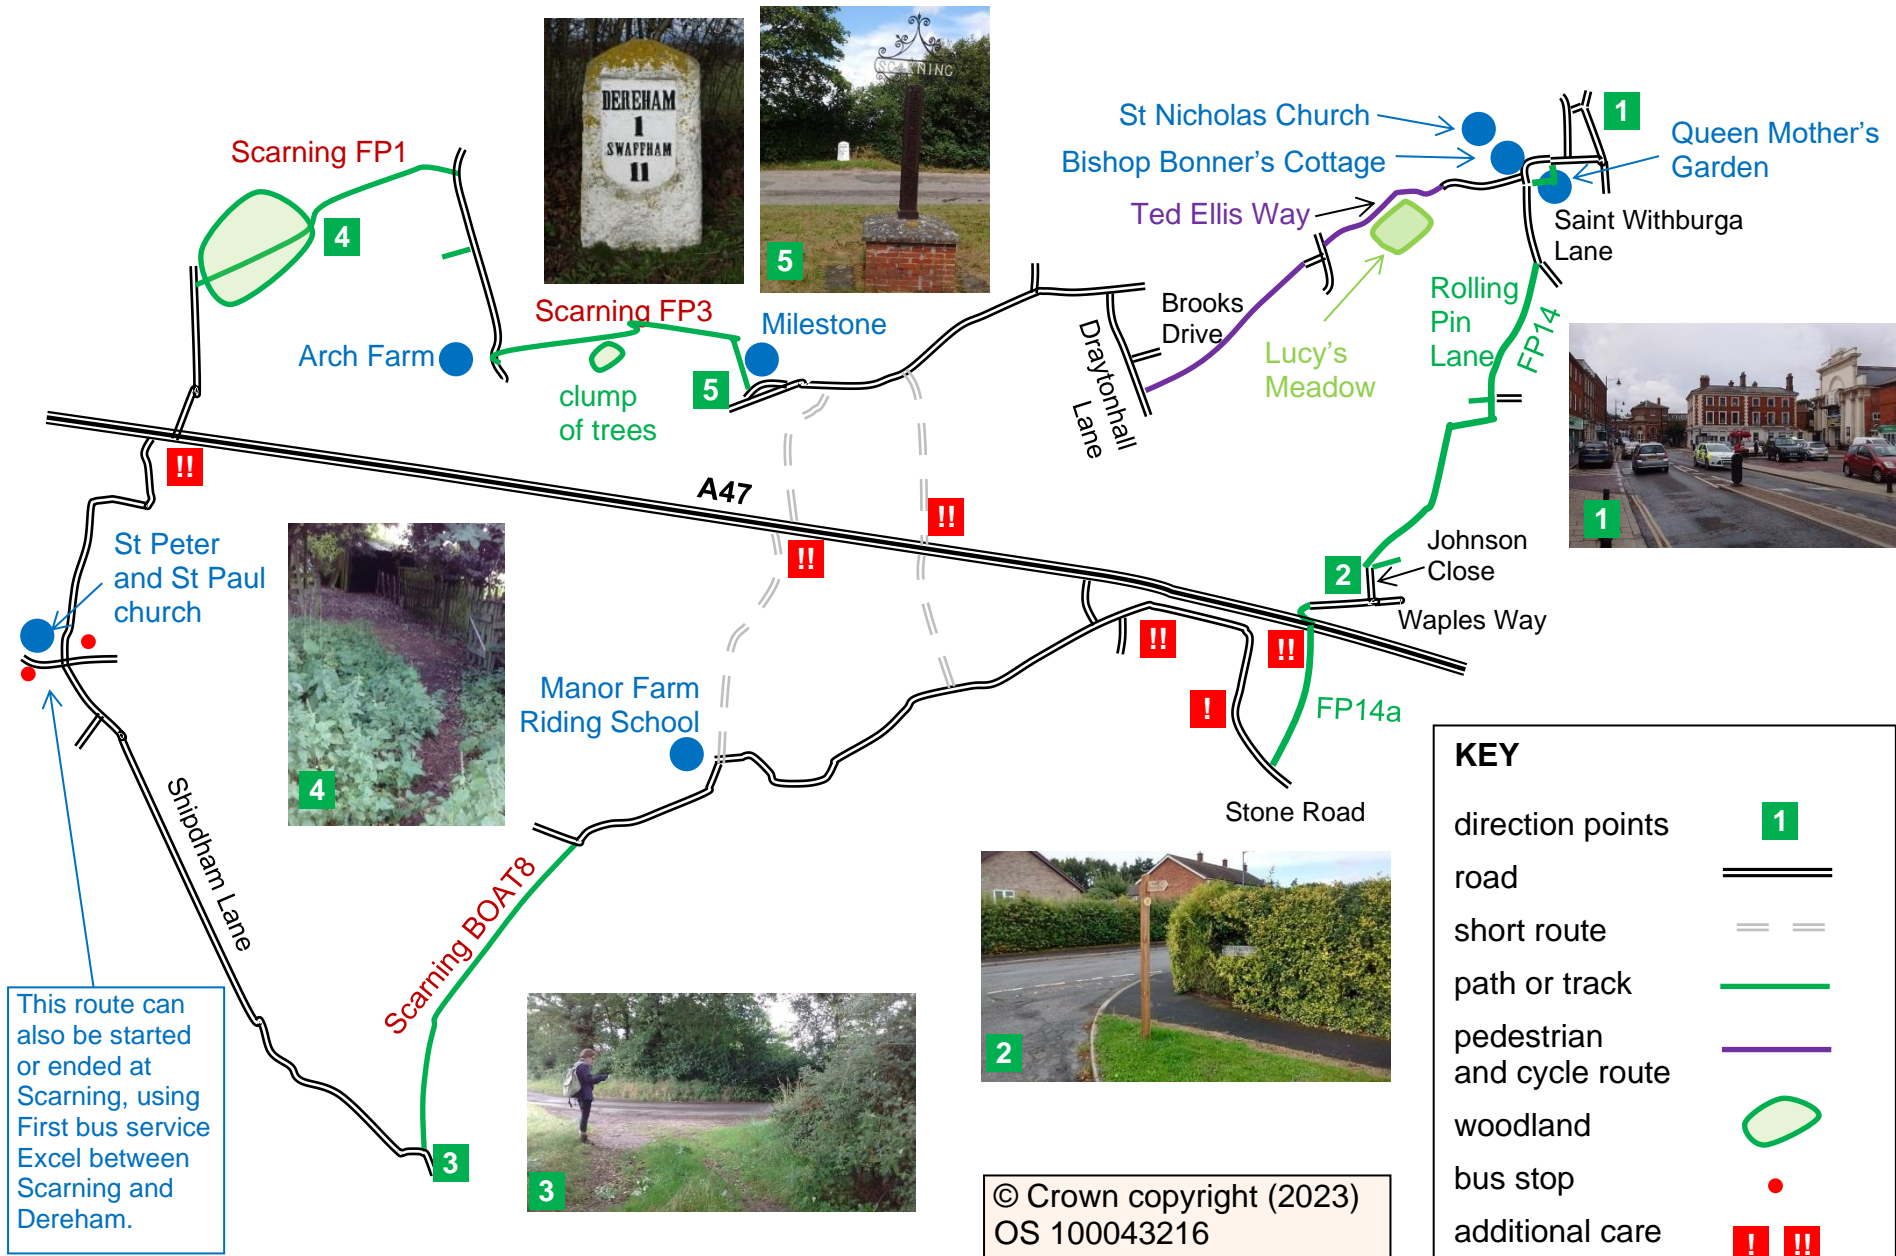 DEREHAM
1
SWAFFHAM
11
SCARNING
5
St Nicholas Church
1
Queen Mother's
Garden
Bishop Bonner's Cottage
Scarning FP1
Ted Ellis Way
Saint Withburga
Lane
4
Rolling
Pin
Lane
FP14
Brooks
Drive
Draytonhall
Lane
Lucy's
Meadow
Scarning FP3
Milestone
Arch Farm
5
clump
of trees
1
!!
A47
!!
!!
St Peter
and St Paul
church
2
Johnson
Close
Waples Way
!!
!!
Manor Farm
Riding School
!
FP14a
4
Shipdham Lane
Stone Road
Scarning BOAT8
2
This route can
also be started
or ended at
Scarning, using
First bus service
Excel between
Scarning and
Dereham.
3
3
© Crown copyright (2023)
OS 100043216
KEY
direction points 1
road
short route
path or track
pedestrian
and cycle route
woodland
bus stop
additional care ! !!